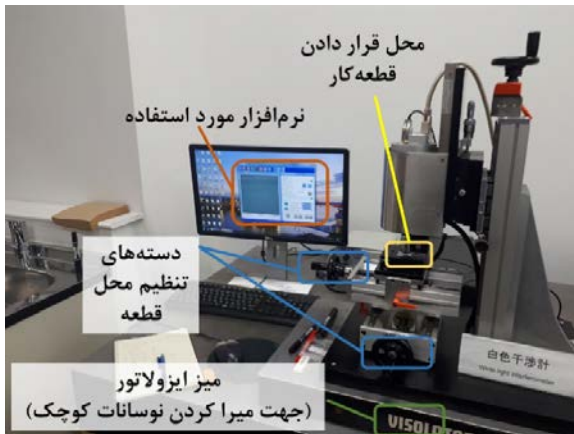 محل قرار دادن
قطعه‌کار
نرم‌افزار مورد استفاده
دسته‌های
تنظیم محل
قطعه
白色干涉計
White light Interferometer
میز ایزولاتور
(جهت میرا کردن نوسانات کوچک)